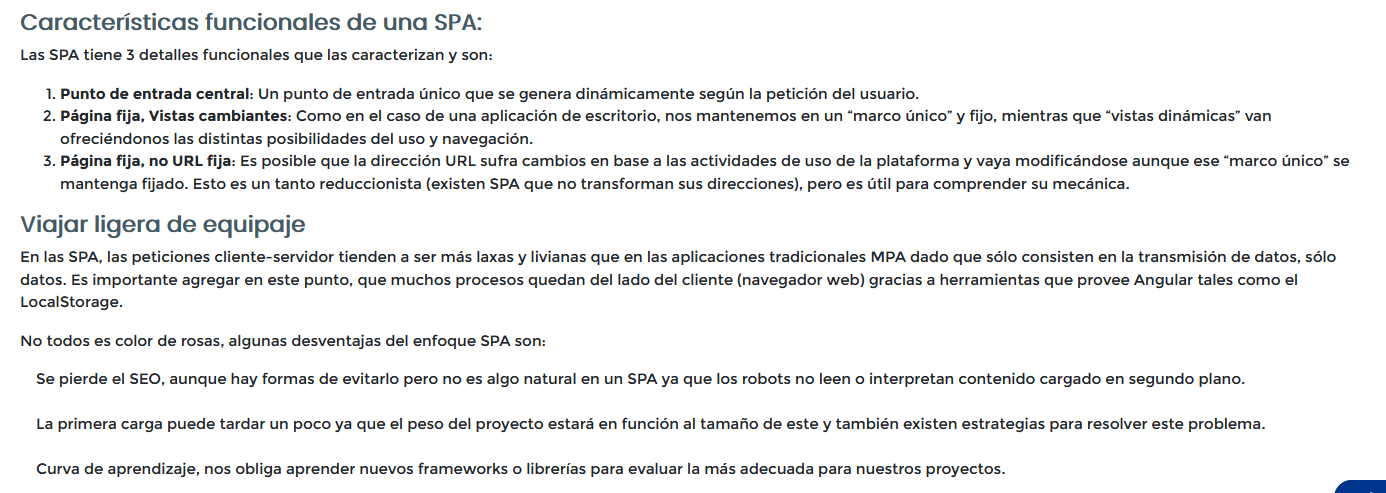 Características funcionales de una SPA:
Las SPA tiene 3 detalles funcionales que las caracterizan y son:
1. Punto de entrada central: Un punto de entrada único que se genera dinámicamente según la petición del usuario.
2. Página fija, Vistas cambiantes: Como en el caso de una aplicación de escritorio, nos mantenemos en un “marco único” y fijo, mientras que “vistas dinámicas” van
ofreciéndonos las distintas posibilidades del uso y navegación.
3. Página fija, no URL fija: Es posible que la dirección URL sufra cambios en base a las actividades de uso de la plataforma y vaya modificándose aunque ese “marco único” se
mantenga fijado. Esto es un tanto reduccionista (existen SPA que no transforman sus direcciones), pero es útil para comprender su mecánica.
Viajar ligera de equipaje
En las SPA, las peticiones cliente-servidor tienden a ser más laxas y livianas que en las aplicaciones tradicionales MPA dado que sólo consisten en la transmisión de datos, sólo
datos. Es importante agregar en este punto, que muchos procesos quedan del lado del cliente (navegador web) gracias a herramientas que provee Angular tales como el
LocalStorage.
No todos es color de rosas, algunas desventajas del enfoque SPA son:
Se pierde el SEO, aunque hay formas de evitarlo pero no es algo natural en un SPA ya que los robots no leen o interpretan contenido cargado en segundo plano.
La primera carga puede tardar un poco ya que el peso del proyecto estará en función al tamaño de este y también existen estrategias para resolver este problema.
Curva de aprendizaje, nos obliga aprender nuevos frameworks o librerías para evaluar la más adecuada para nuestros proyectos.